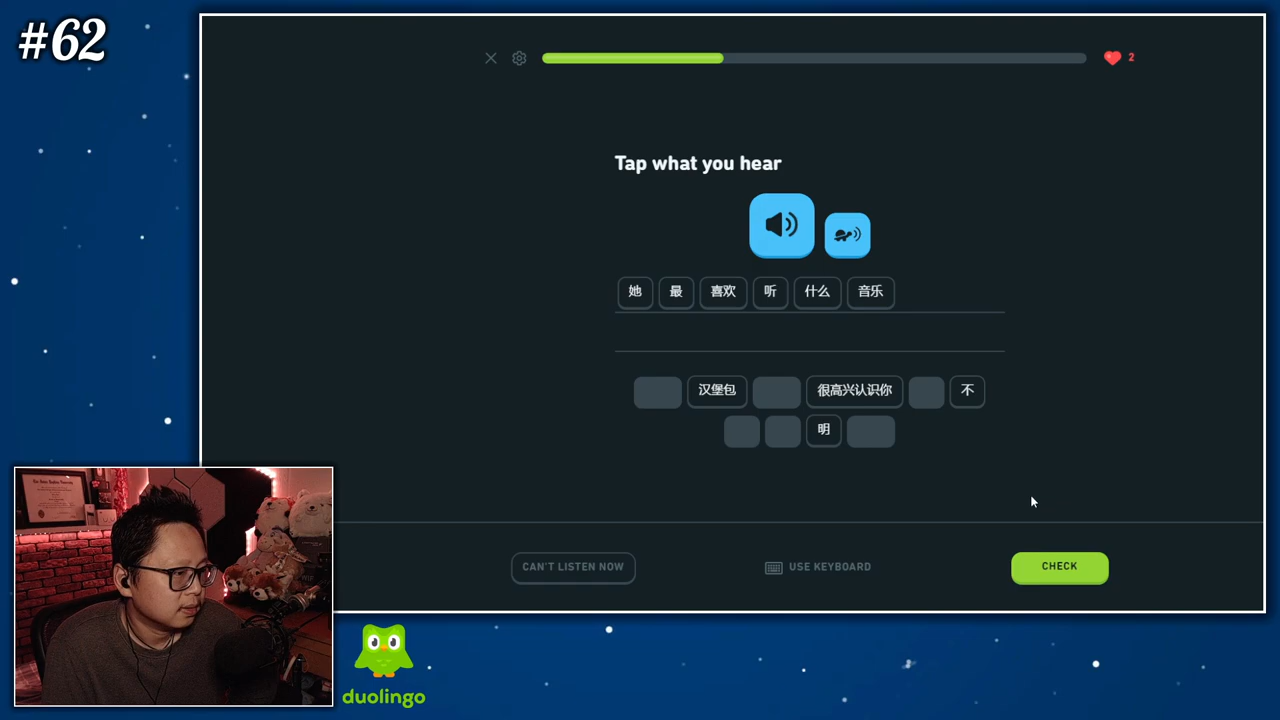 #62
2
Tap what you hear
她 最 喜欢 听 什么 音乐
汉堡包 很高兴认识你 不
明
CAN'T LISTEN NOW
USE KEYBOARD
CHECK
duolingo